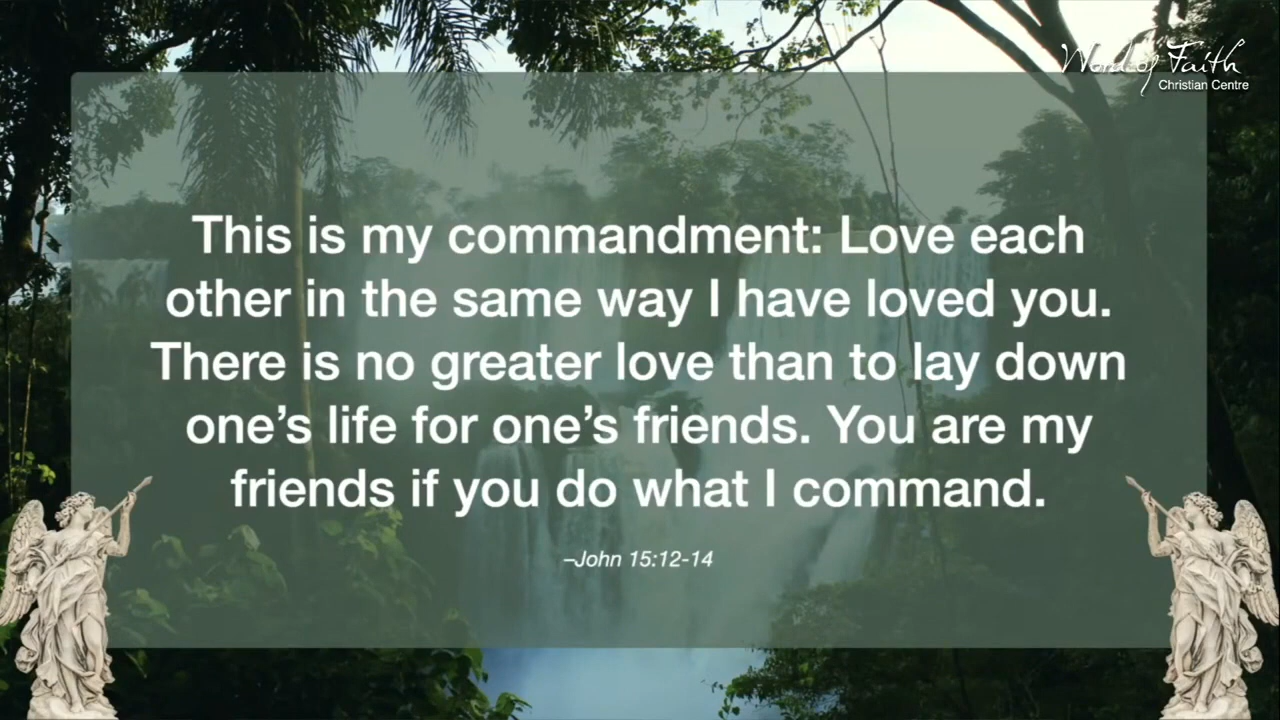 Word of Faith
Christian Centre
This is my commandment: Love each
other in the same way I have loved you.
There is no greater love than to lay down
one’s life for one’s friends. You are my
friends if you do what I command.
–John 15:12-14